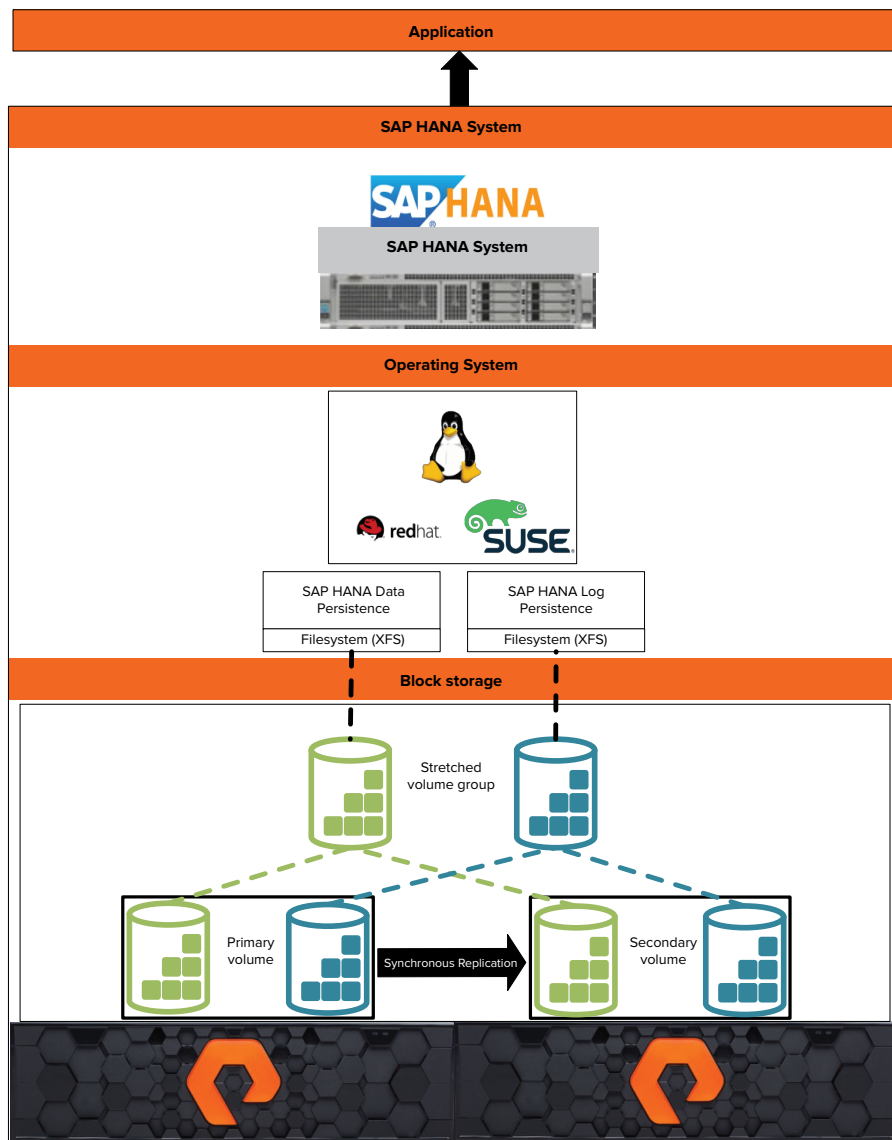 Application
SAP HANA System
SAP HANA
®
SAP HANA System
Operating System
redhat.
SUSE.
SAP HANA Data
Persistence
Filesystem (XFS)
SAP HANA Log
Persistence
Filesystem (XFS)
Block storage
Stretched
volume group
Primary
volume
Synchronous Replication
Secondary
volume